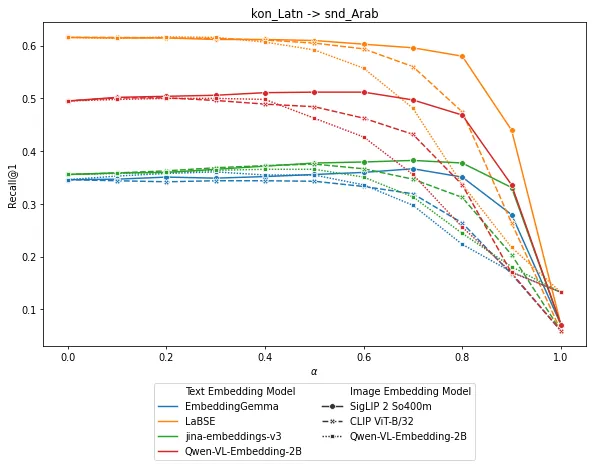 kon_Latn -> snd_Arab
Recall@1
0.6
0.5
0.4
0.3
0.2
0.1
0.0
0.2
0.4
0.6
0.8
1.0
α
Text Embedding Model
EmbeddingGemma
LaBSE
jina-embeddings-v3
Qwen-VL-Embedding-2B
Image Embedding Model
SigLIP 2 So400m
CLIP ViT-B/32
Qwen-VL-Embedding-2B